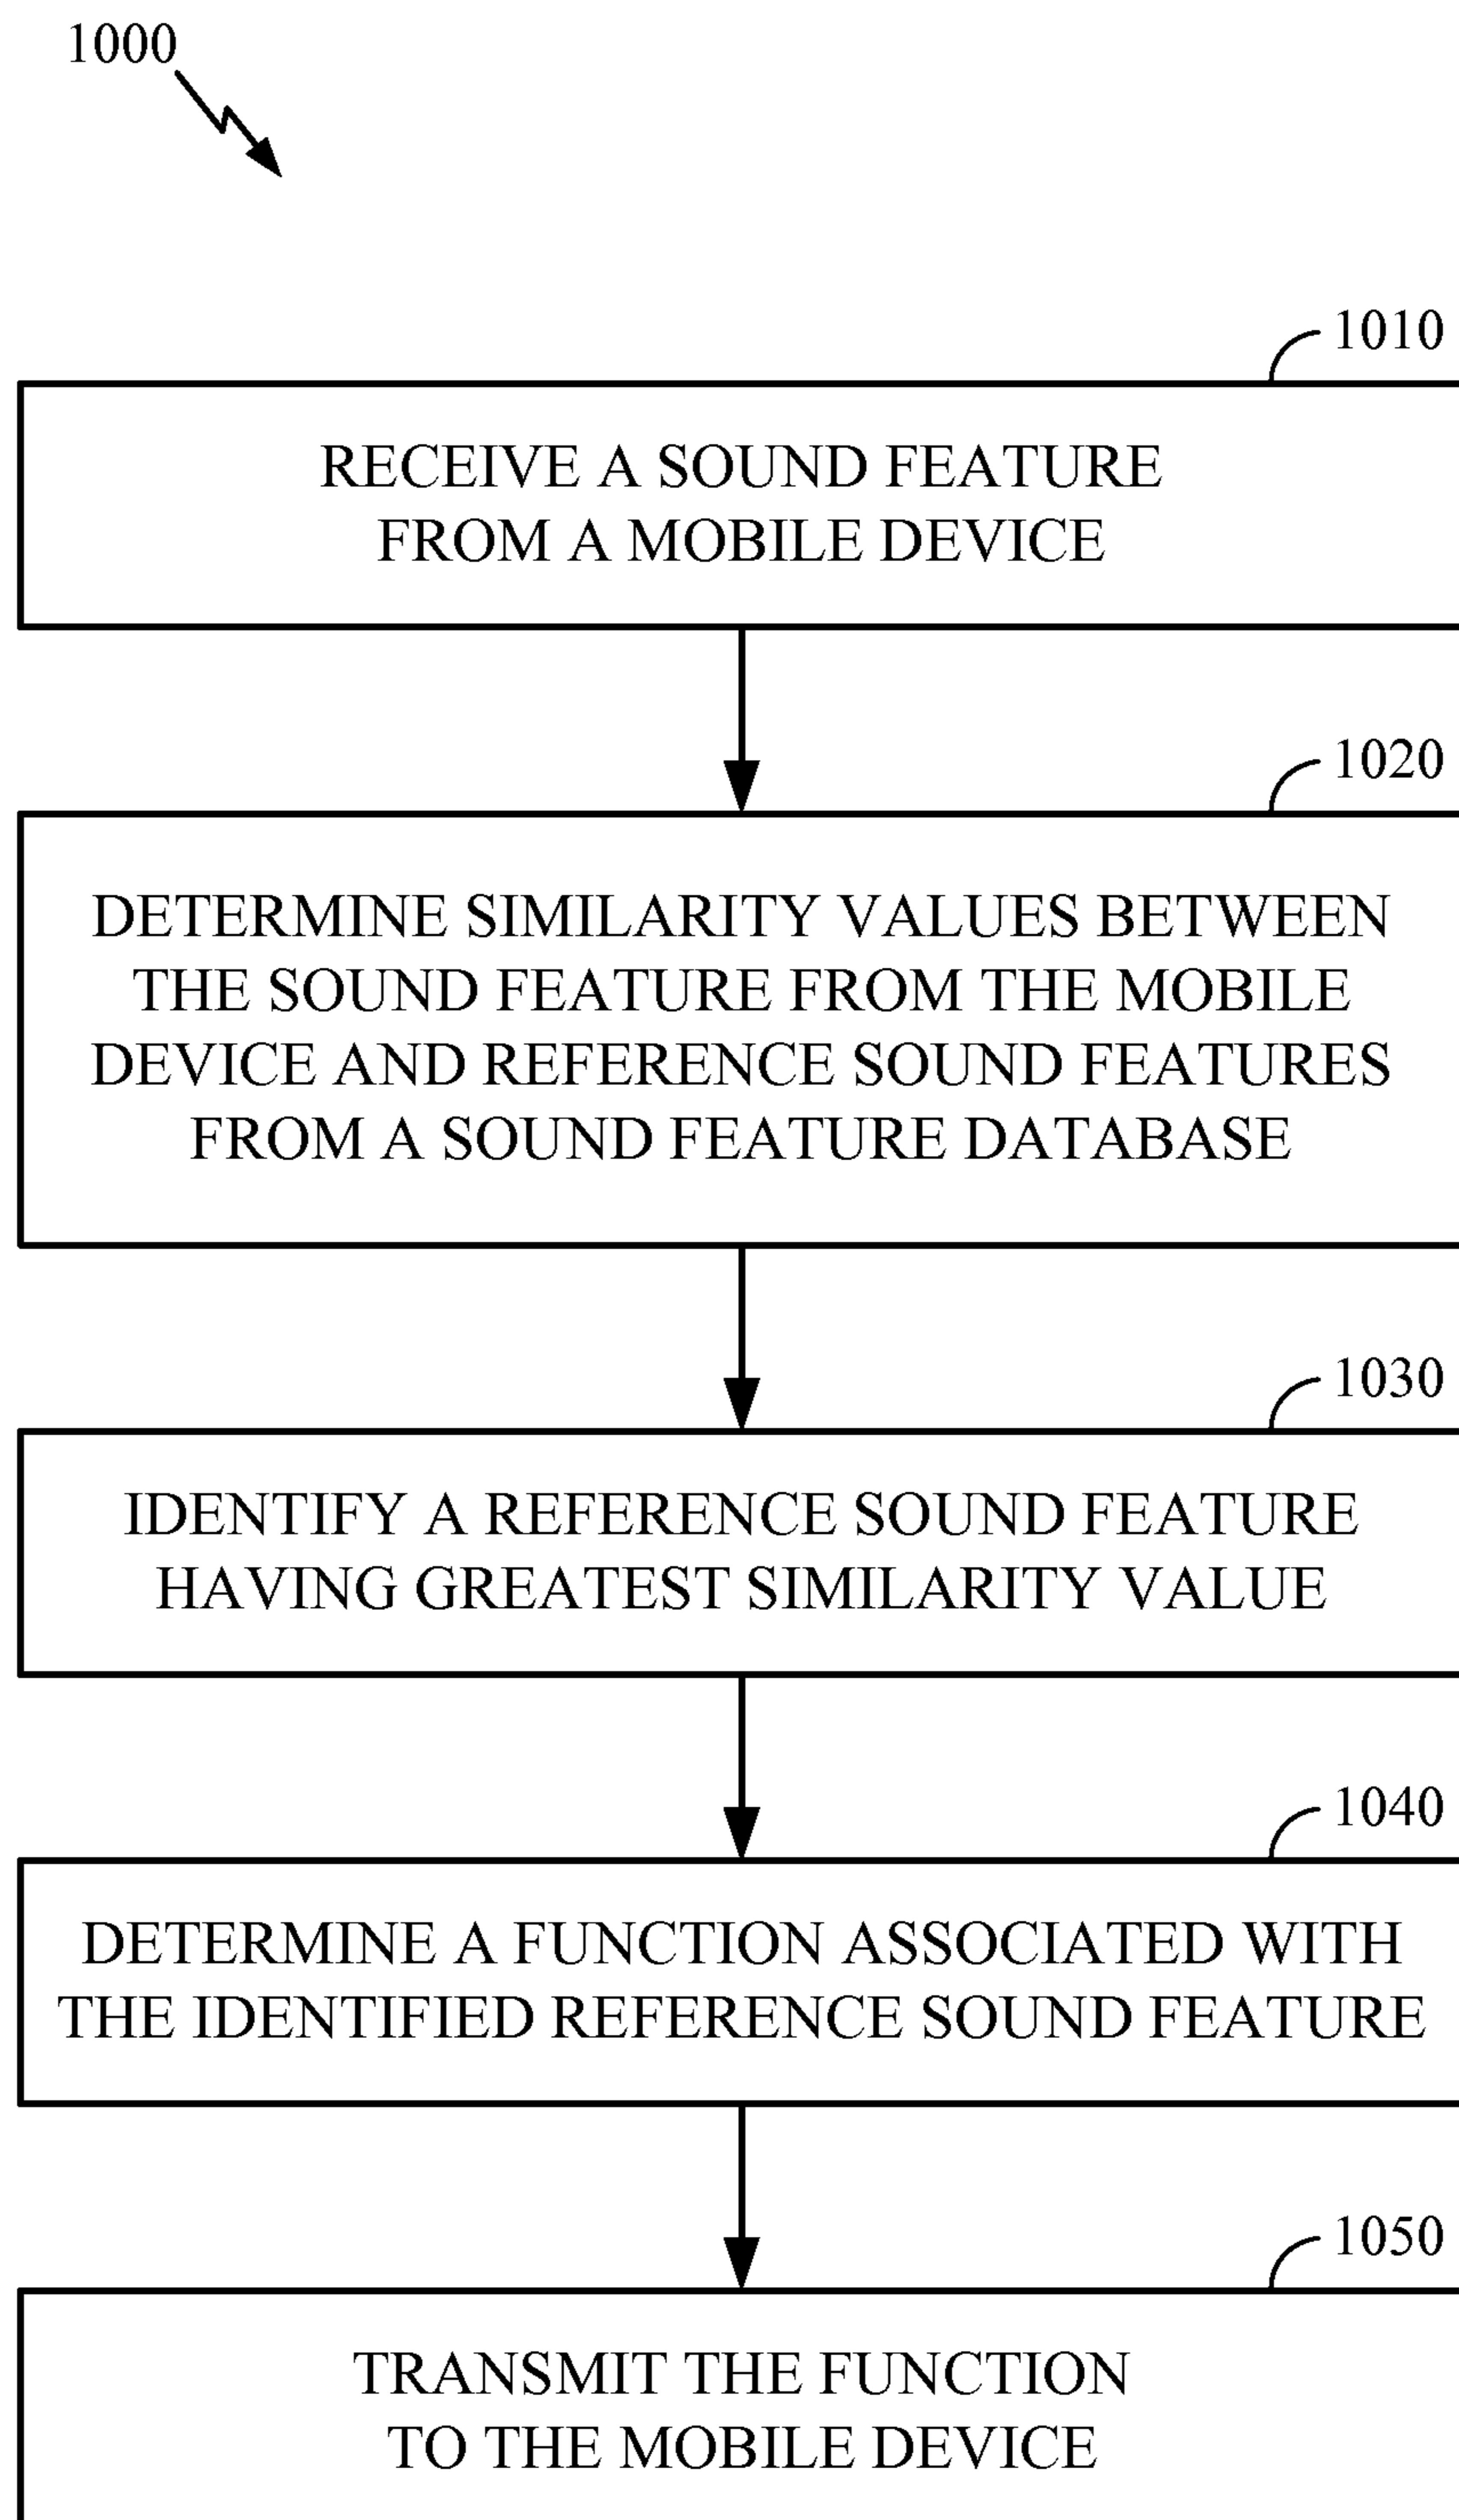 1000
1010
RECEIVE A SOUND FEATURE
FROM A MOBILE DEVICE
1020
DETERMINE SIMILARITY VALUES BETWEEN
THE SOUND FEATURE FROM THE MOBILE
DEVICE AND REFERENCE SOUND FEATURES
FROM A SOUND FEATURE DATABASE
1030
IDENTIFY A REFERENCE SOUND FEATURE
HAVING GREATEST SIMILARITY VALUE
1040
DETERMINE A FUNCTION ASSOCIATED WITH
THE IDENTIFIED REFERENCE SOUND FEATURE
1050
TRANSMIT THE FUNCTION
TO THE MOBILE DEVICE